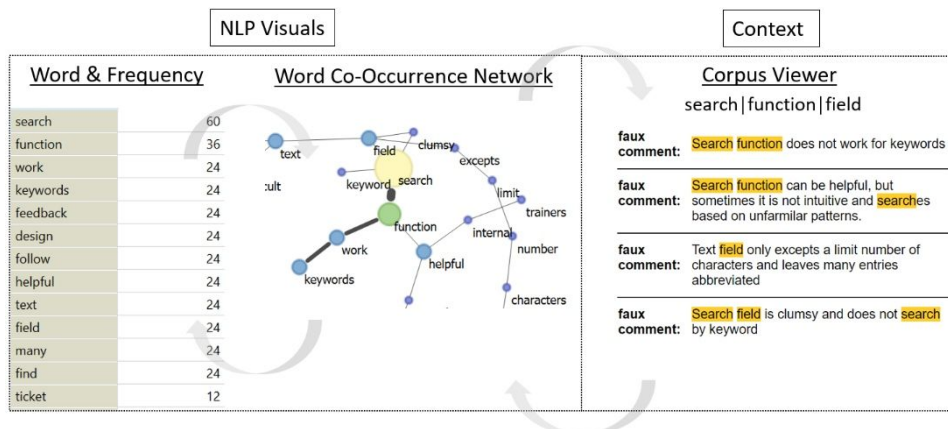 NLP Visuals
Context
Word & Frequency
search 60
function 36
work 24
keywords 24
feedback 24
design 24
follow 24
helpful 24
text 24
field 24
many 24
find 24
ticket 12
Word Co-Occurrence Network
text
field
clumsy
excepts
cult
keyword
search
limit
trainers
function
internal
work
number
keywords
helpful
characters
Corpus Viewer
search|function|field
faux comment: Search function does not work for keywords
faux comment: Search function can be helpful, but
sometimes it is not intuitive and searches
based on unfarmilar patterns.
faux comment: Text field only excepts a limit number of
characters and leaves many entries
abbreviated
faux comment: Search field is clumsy and does not search
by keyword